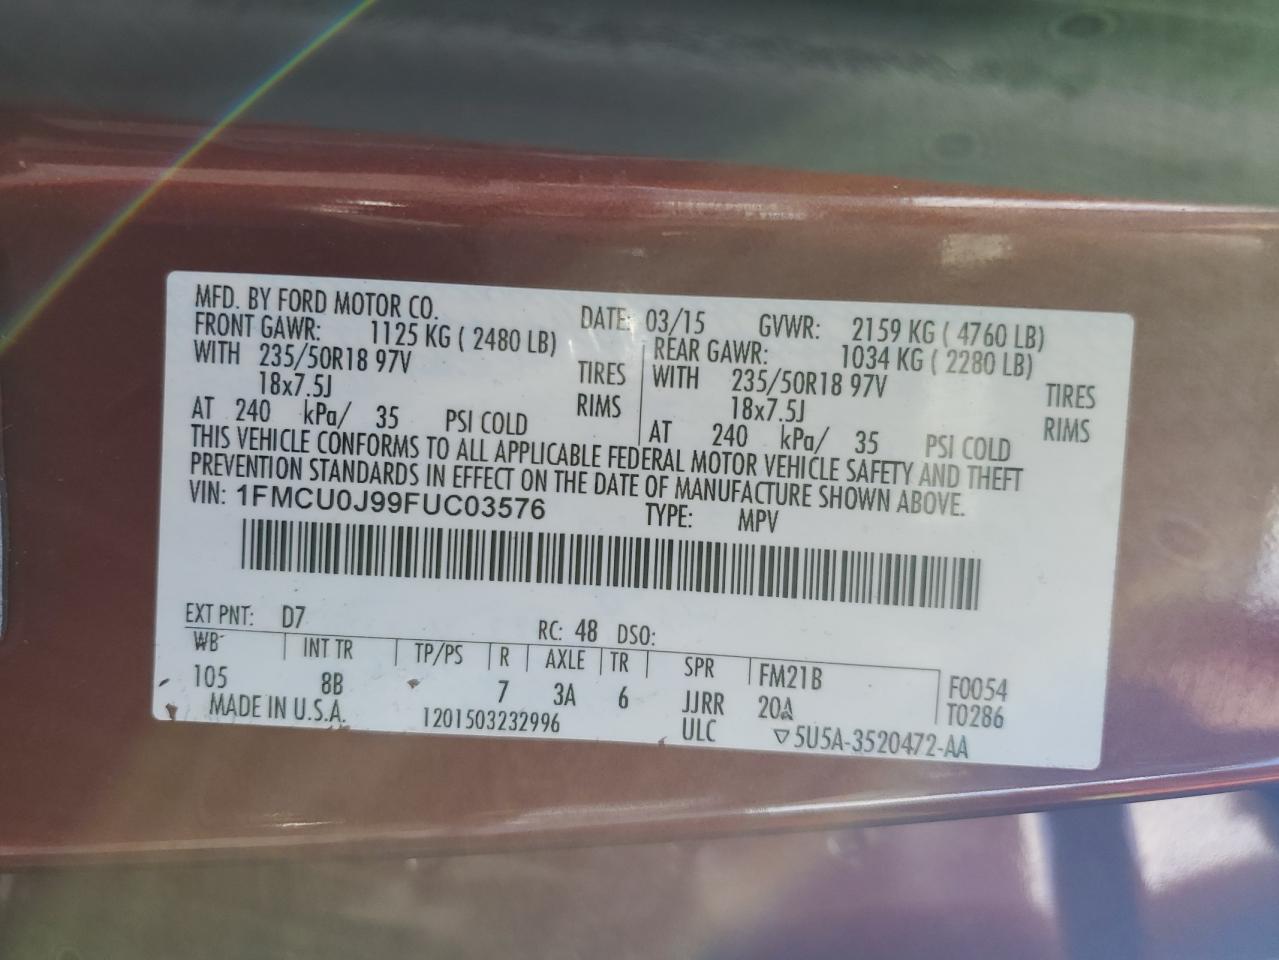 MFD. BY FORD MOTOR CO. DATE: 03/15 GVWR: 2159 KG ( 4760 LB)
FRONT GAWR: 1125 KG ( 2480 LB) REAR GAWR: 1034 KG ( 2280 LB)
WITH 235/50R18 97V TIRES WITH 235/50R18 97V TIRES
18x7.5J RIMS 18x7.5J RIMS
AT 240 kPa/ 35 PSI COLD AT 240 kPa/ 35 PSI COLD
THIS VEHICLE CONFORMS TO ALL APPLICABLE FEDERAL MOTOR VEHICLE SAFETY AND THEFT
PREVENTION STANDARDS IN EFFECT ON THE DATE OF MANUFACTURE SHOWN ABOVE.
VIN: 1FMCU0J99FUC03576 TYPE: MPV
EXT PNT: D7 RC: 48 DSO:
WB INT TR TP/PS R AXLE TR SPR FM21B F0054
105 8B 7 3A 6 JJRR 20A T0286
MADE IN U.S.A. 1201503232996 ULC ▽5U5A-3520472-AA